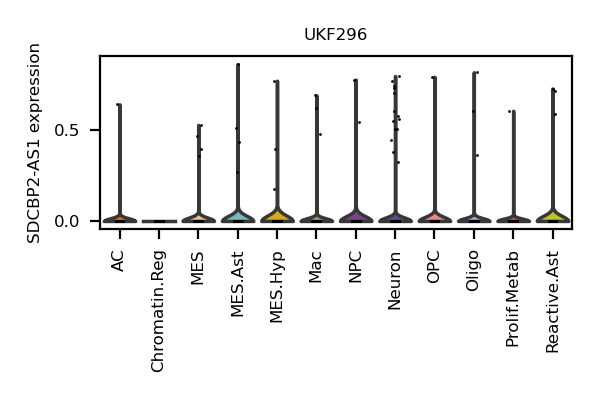 UKF296
SDCBP2-AS1 expression
0.5
0.0
AC
Chromatin.Reg
MES
MES.Ast
MES.Hyp
Mac
NPC
Neuron
OPC
Oligo
Prolif.Metab
Reactive.Ast